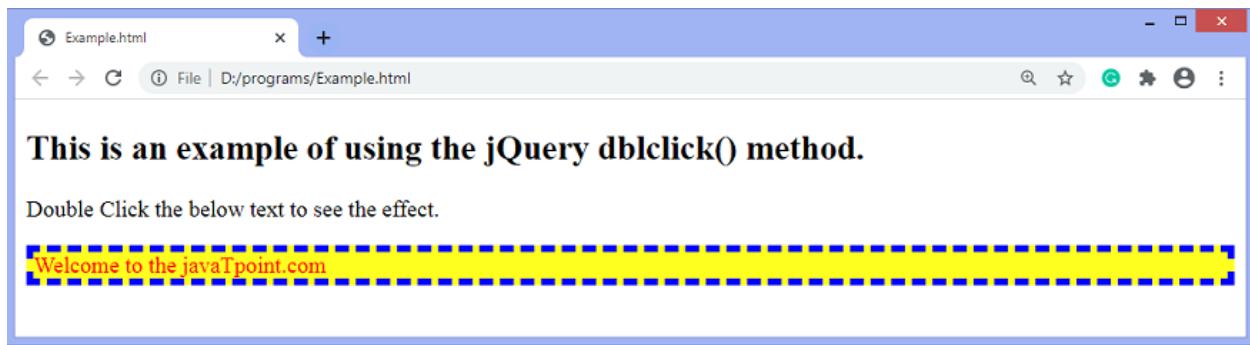 Example.html
File D:/programs/Example.html
This is an example of using the jQuery dblclick() method.
Double Click the below text to see the effect.
Welcome to the javaTpoint.com